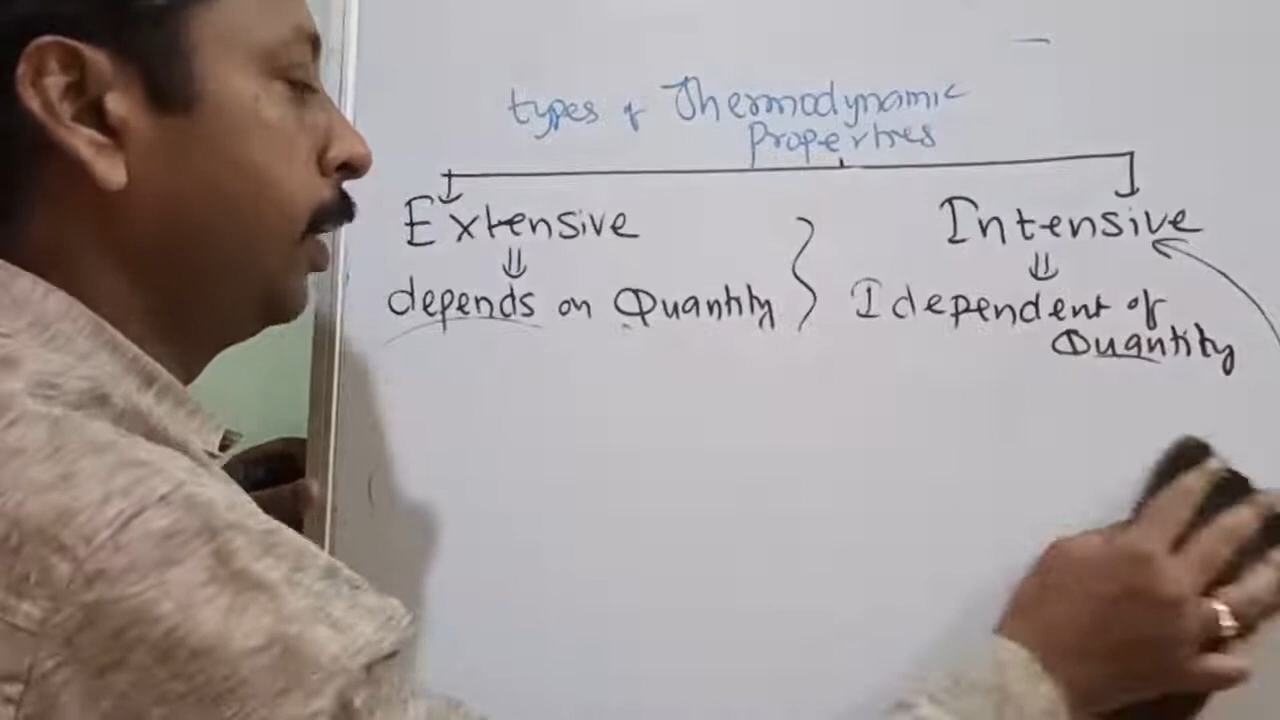 types of Thermodynamic
Properties
Extensive
Intensive
depends on Quantity
Idependent of
Quantity